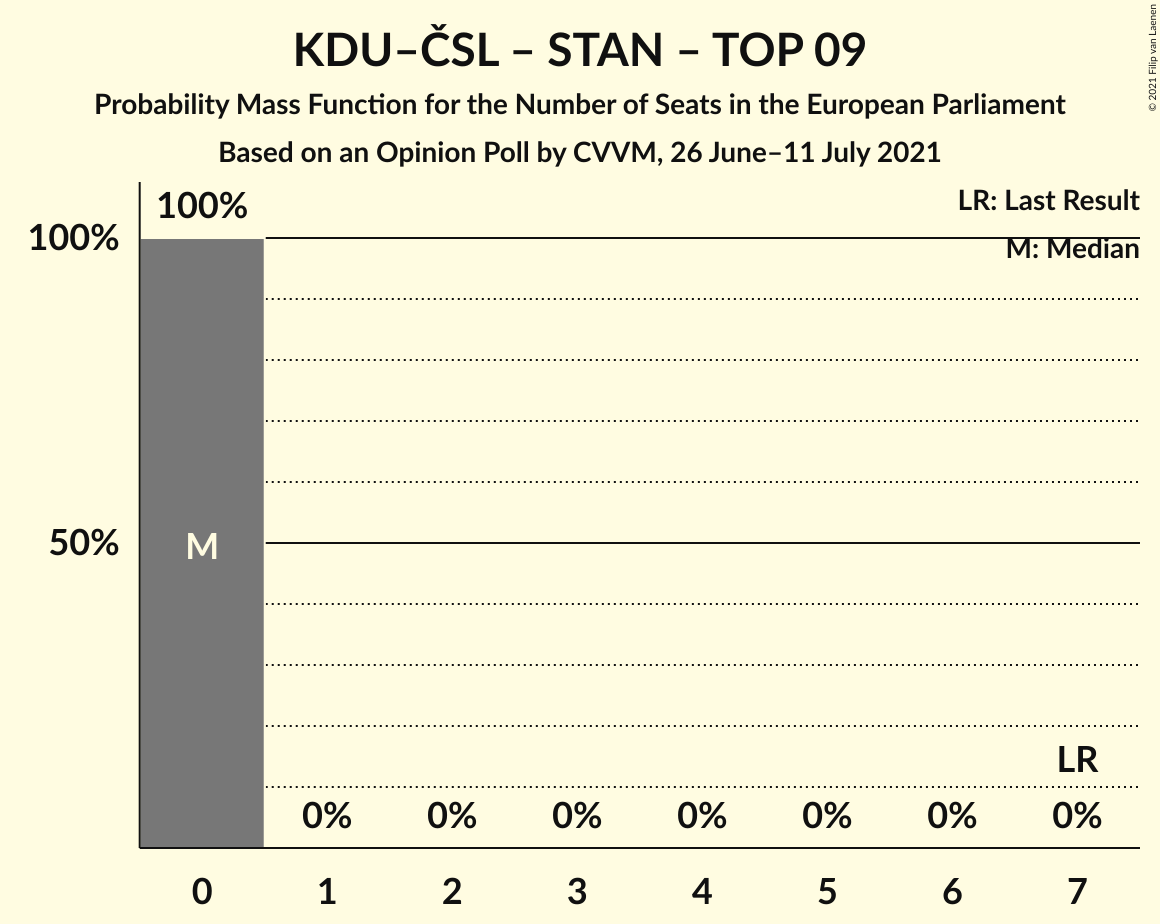 KDU–ČSL – STAN – TOP 09
Probability Mass Function for the Number of Seats in the European Parliament
Based on an Opinion Poll by CVVM, 26 June–11 July 2021
© 2021 Filip van Laenen
LR: Last Result
M: Median
100%
100%
50%
M
LR
0% 0% 0% 0% 0% 0% 0%
0 1 2 3 4 5 6 7